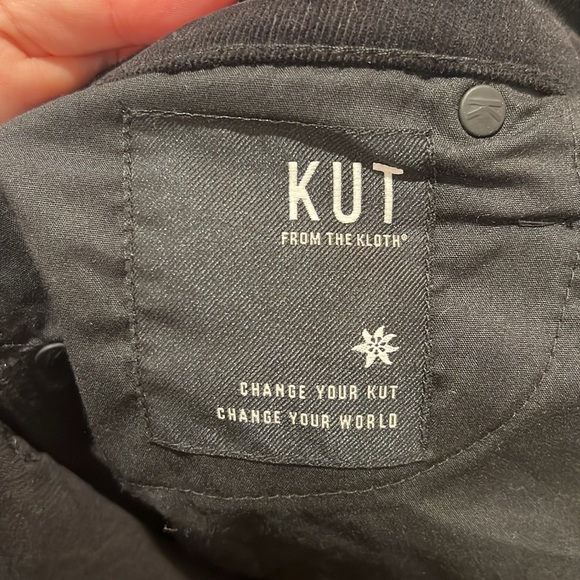 KUT
FROM THE KLOTH®
CHANGE YOUR KUT
CHANGE YOUR WORLD